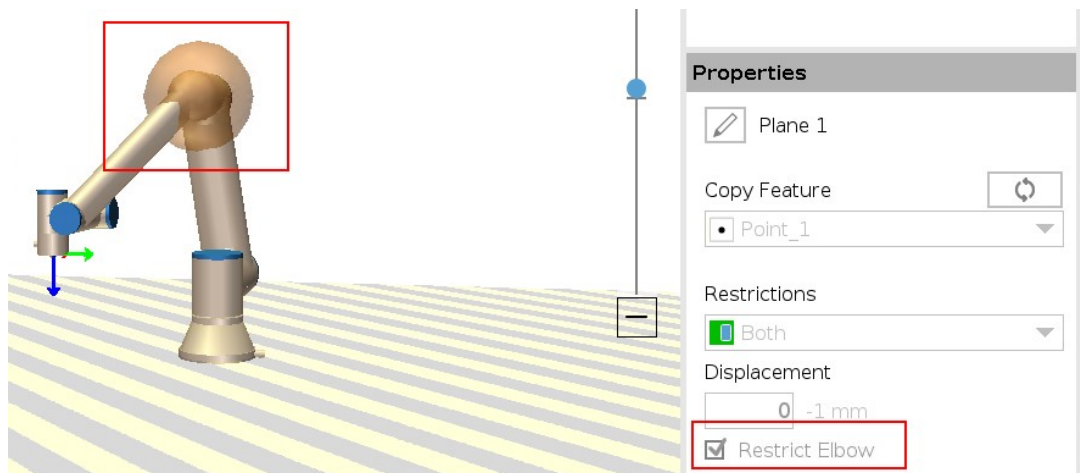 Properties
Plane 1
Copy Feature
Point_1
Restrictions
Both
Displacement
0 -1 mm
Restrict Elbow